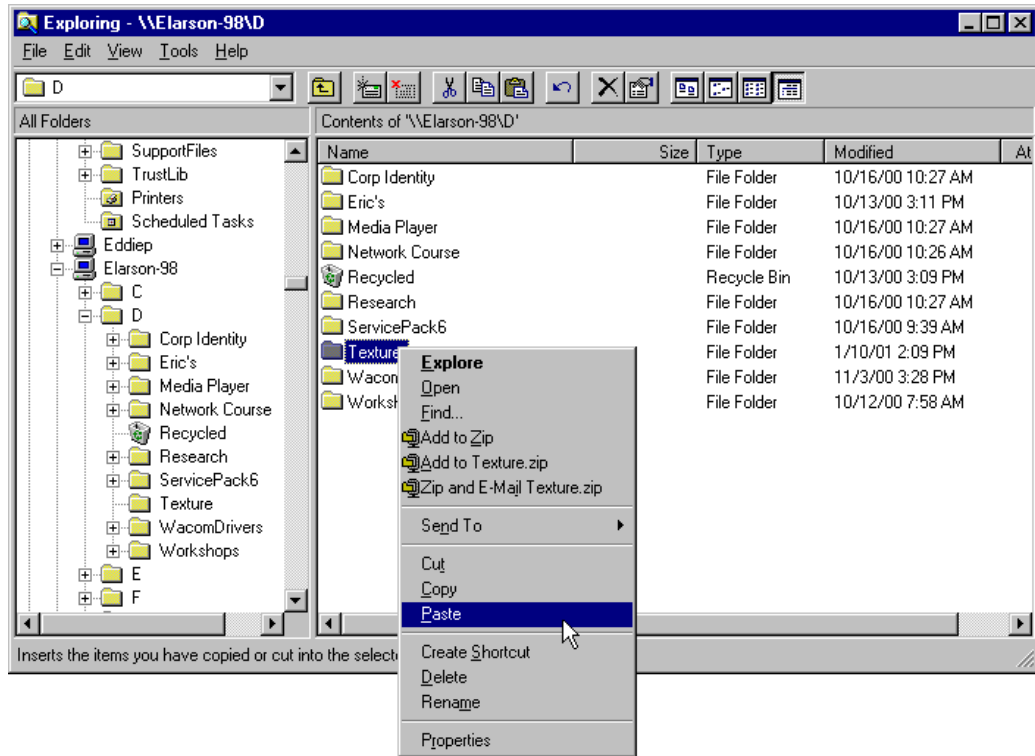 Exploring - \\Elarson-98\D
File Edit View Tools Help
D
All Folders
Contents of '\\Elarson-98\D'
SupportFiles
TrustLib
Printers
Scheduled Tasks
Eddiep
Elarson-98
C
D
Corp Identity
Eric's
Media Player
Network Course
Recycled
Research
ServicePack6
Texture
WacomDrivers
Workshops
E
F
Name Size Type Modified At
Corp Identity File Folder 10/16/00 10:27 AM
Eric's File Folder 10/13/00 3:11 PM
Media Player File Folder 10/16/00 10:27 AM
Network Course File Folder 10/16/00 10:26 AM
Recycled Recycle Bin 10/13/00 3:09 PM
Research File Folder 10/16/00 10:27 AM
ServicePack6 File Folder 10/16/00 9:39 AM
Texture File Folder 1/10/01 2:09 PM
Wacom File Folder 11/3/00 3:28 PM
Worksh File Folder 10/12/00 7:58 AM
Explore
Open
Find...
Add to Zip
Add to Texture.zip
Zip and E-Mail Texture.zip
Send To
Cut
Copy
Paste
Create Shortcut
Delete
Rename
Properties
Inserts the items you have copied or cut into the selecte